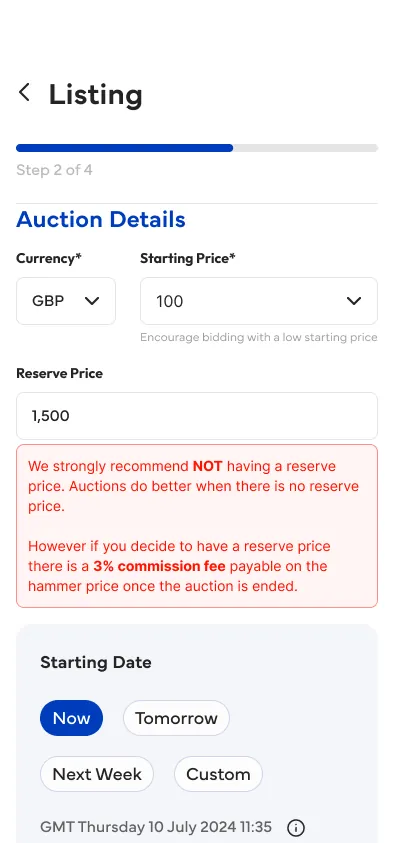 Listing
Step 2 of 4
Auction Details
Currency*
Starting Price*
GBP
100
Encourage bidding with a low starting price
Reserve Price
1,500
We strongly recommend NOT having a reserve
price. Auctions do better when there is no reserve
price.
However if you decide to have a reserve price
there is a 3% commission fee payable on the
hammer price once the auction is ended.
Starting Date
Now
Tomorrow
Next Week
Custom
GMT Thursday 10 July 2024 11:35